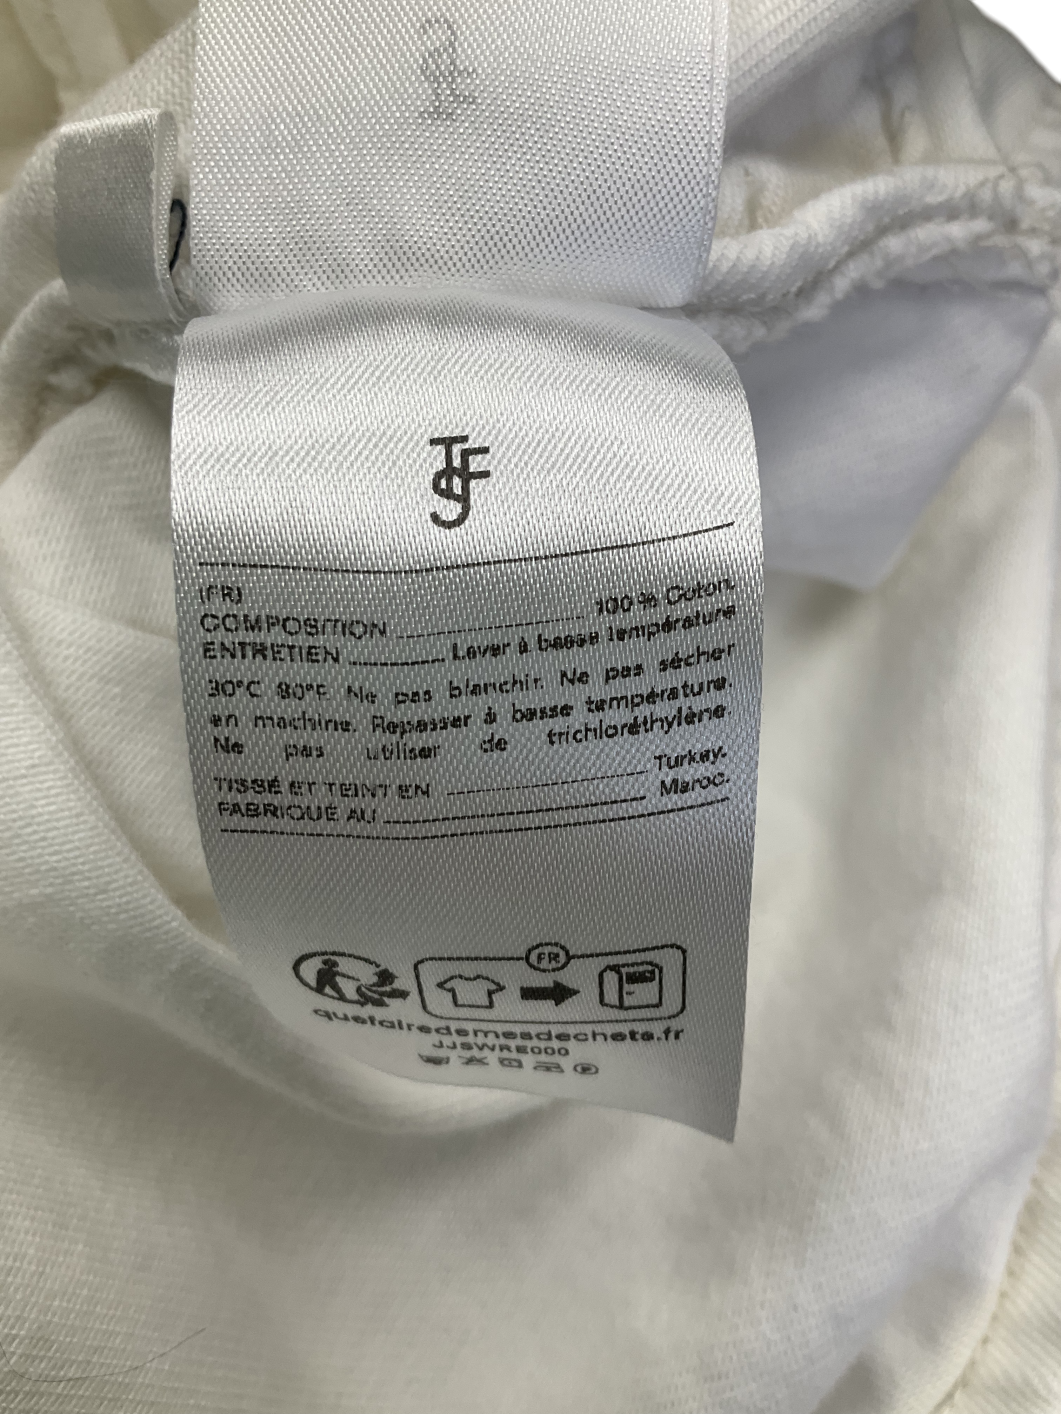 TSJF
(FR)
COMPOSITION 100 % Coton.
ENTRETIEN Laver à basse température
30°C 80°F. Ne pas blanchir. Ne pas sécher
en machine. Repasser à basse température.
Ne pas utiliser de trichloréthylène.
TISSÉ ET TEINT EN Turkey.
FABRIQUÉ AU Maroc.
FR
quefairedemesdechets.fr
JJSWRE000